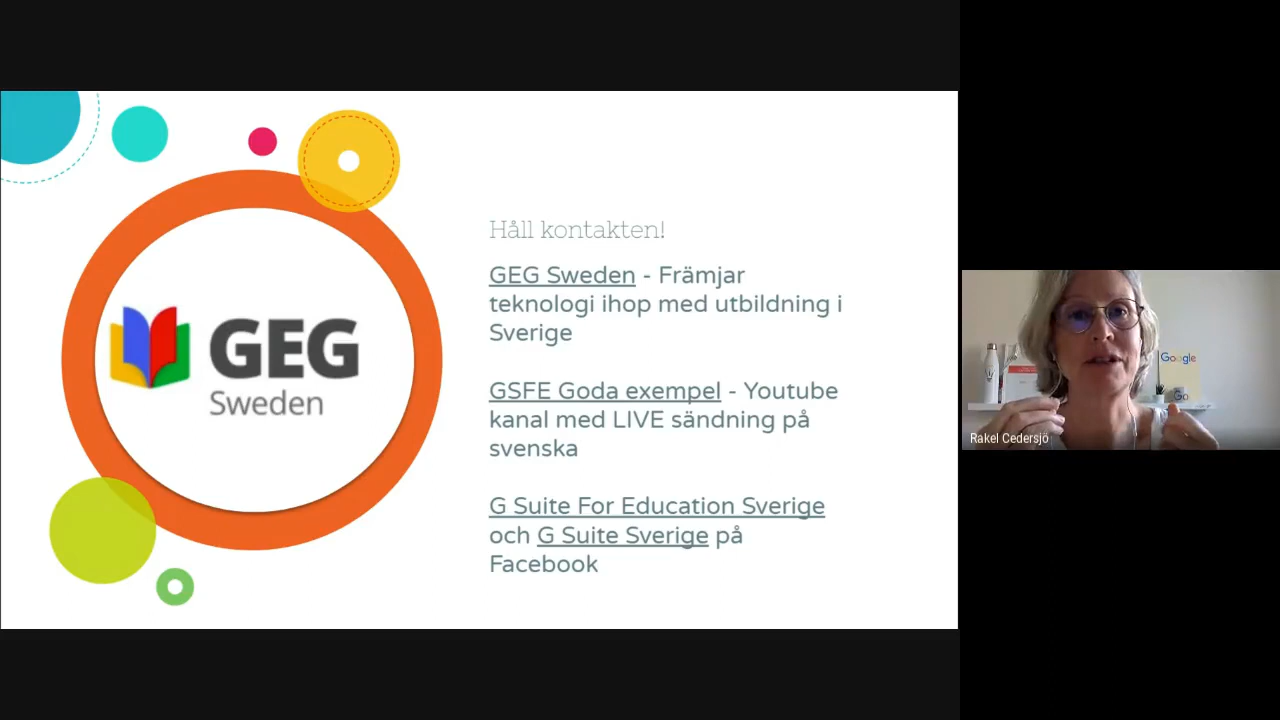 GEG
Sweden
Håll kontakten!
GEG Sweden - Främjar
teknologi ihop med utbildning i
Sverige
GSFE Goda exempel - Youtube
kanal med LIVE sändning på
svenska
G Suite For Education Sverige
och G Suite Sverige på
Facebook
Google
Go
Rakel Cedersjö